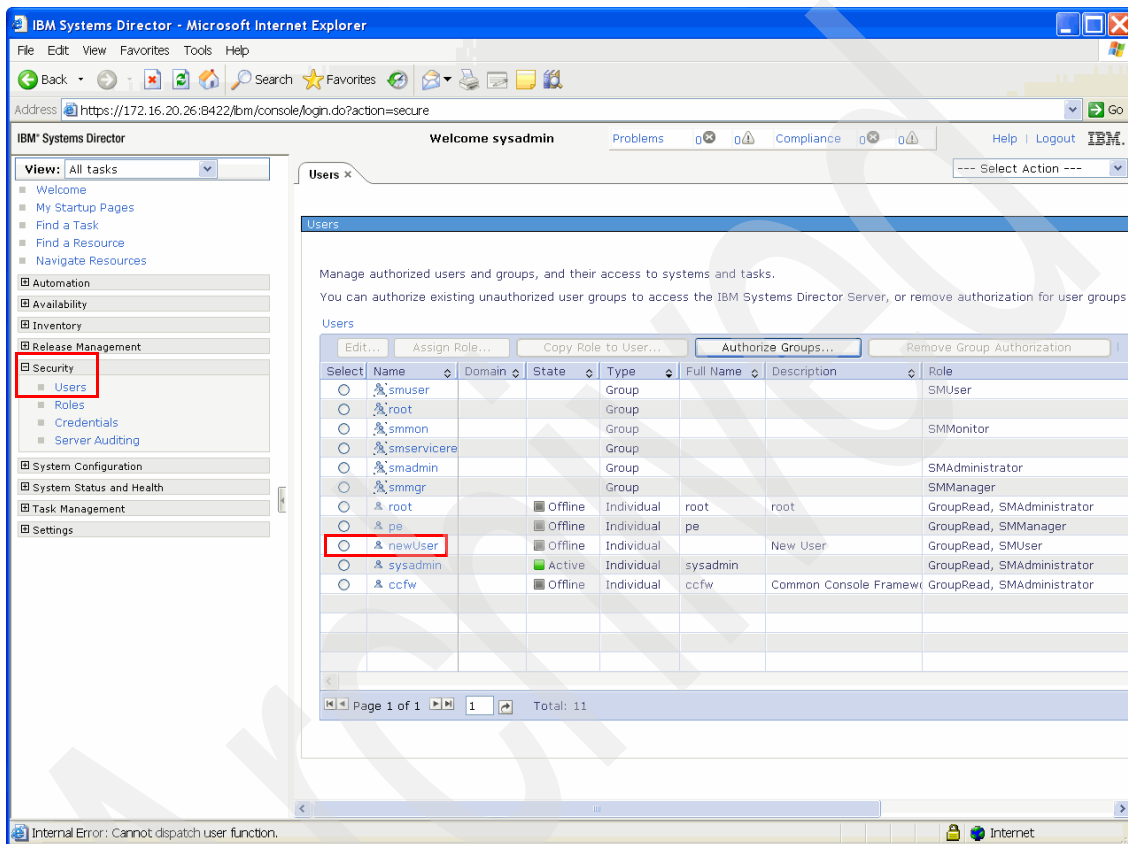 IBM Systems Director - Microsoft Internet Explorer
File Edit View Favorites Tools Help
Back Search Favorites
Address https://172.16.20.26:8422/ibm/console/login.do?action=secure Go
IBM® Systems Director Welcome sysadmin Problems 0 0 Compliance 0 0 Help | Logout IBM.
View: All tasks
Users × --- Select Action ---
Welcome
My Startup Pages
Find a Task
Find a Resource
Navigate Resources
Automation
Availability
Inventory
Release Management
Security
Users
Roles
Credentials
Server Auditing
System Configuration
System Status and Health
Task Management
Settings
Users
Manage authorized users and groups, and their access to systems and tasks.
You can authorize existing unauthorized user groups to access the IBM Systems Director Server, or remove authorization for user groups
Users
Edit... Assign Role... Copy Role to User... Authorize Groups... Remove Group Authorization
Select Name Domain State Type Full Name Description Role
smuser Group SMUser
root Group
smmon Group SMMonitor
smservicere Group
smadmin Group SMAdministrator
smmgr Group SMManager
root Offline Individual root root GroupRead, SMAdministrator
pe Offline Individual pe GroupRead, SMManager
newUser Offline Individual New User GroupRead, SMUser
sysadmin Active Individual sysadmin GroupRead, SMAdministrator
ccfw Offline Individual ccfw Common Console Framew GroupRead, SMAdministrator
Page 1 of 1 1 Total: 11
Internal Error: Cannot dispatch user function. Internet
Archived